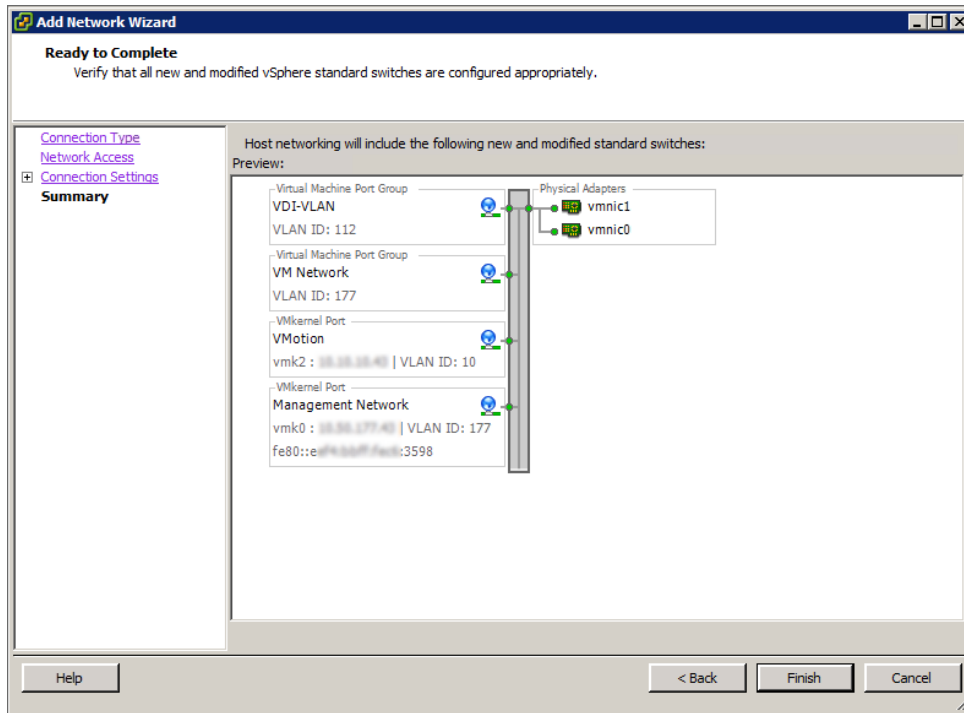 Add Network Wizard
Ready to Complete
Verify that all new and modified vSphere standard switches are configured appropriately.
Connection Type
Network Access
Connection Settings
Summary
Host networking will include the following new and modified standard switches:
Preview:
Virtual Machine Port Group
VDI-VLAN
VLAN ID: 112
Virtual Machine Port Group
VM Network
VLAN ID: 177
VMkernel Port
VMotion
vmk2 : | VLAN ID: 10
VMkernel Port
Management Network
vmk0 : | VLAN ID: 177
fe80::e :3598
Physical Adapters
vmnic1
vmnic0
Help
< Back
Finish
Cancel